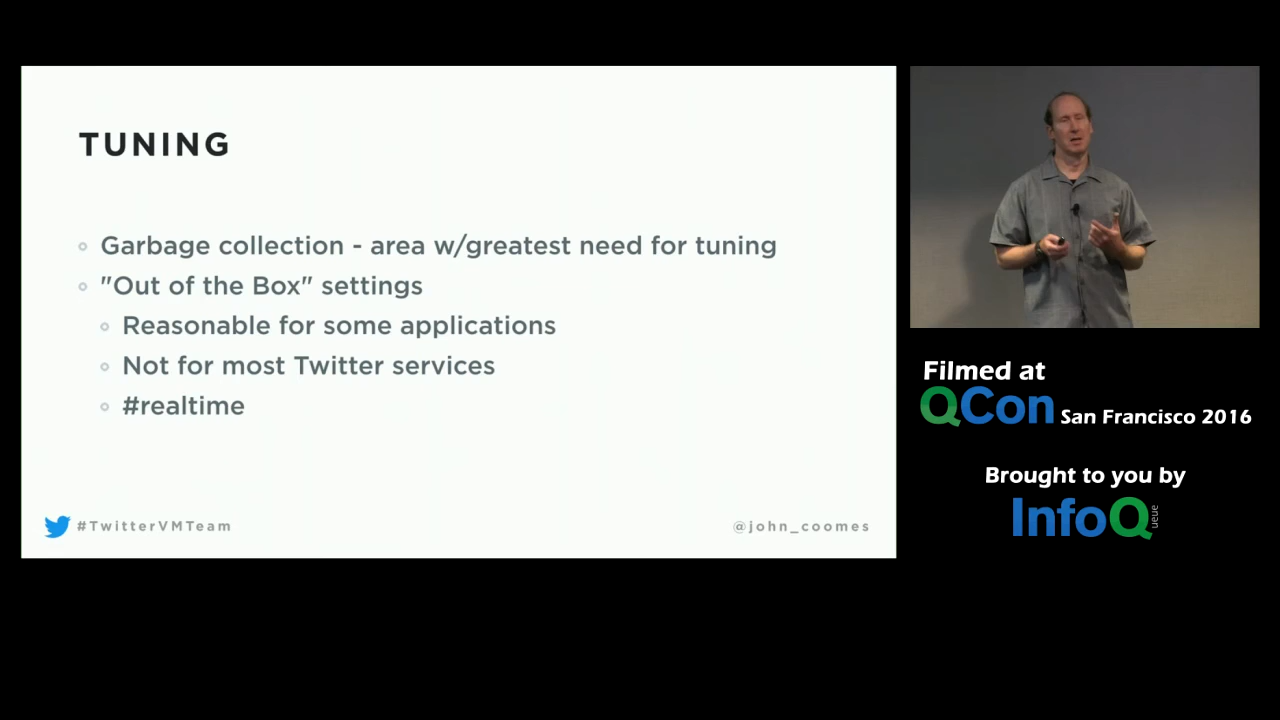 TUNING
Garbage collection - area w/greatest need for tuning
"Out of the Box" settings
Reasonable for some applications
Not for most Twitter services
#realtime
#TwitterVMTeam
@john_coomes
Filmed at
QCon San Francisco 2016
Brought to you by
InfoQueue